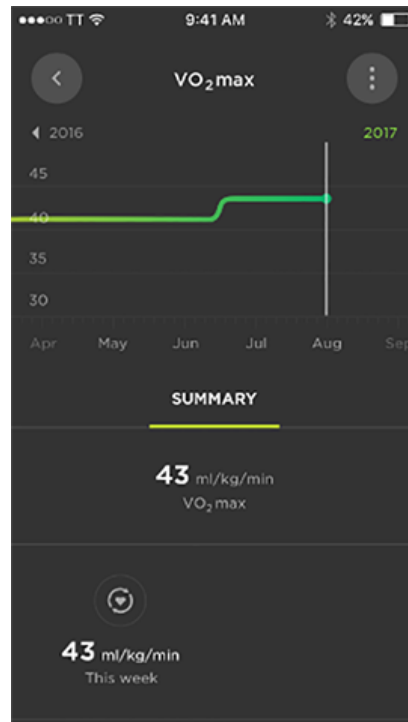 TT 9:41 AM 42%
VO₂max
2016 2017
45
40
35
30
Apr May Jun Jul Aug Sep
SUMMARY
43 ml/kg/min
VO₂max
43 ml/kg/min
This week